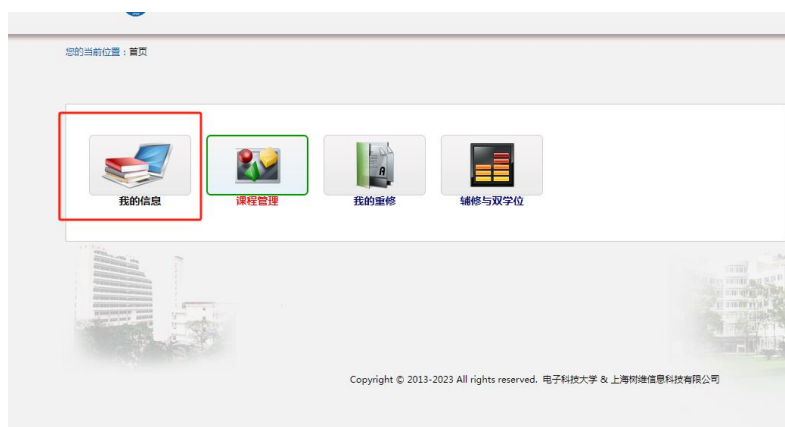 您的当前位置：首页
我的信息 课程管理 我的重修 辅修与双学位
Copyright © 2013-2023 All rights reserved. 电子科技大学 & 上海树维信息科技有限公司